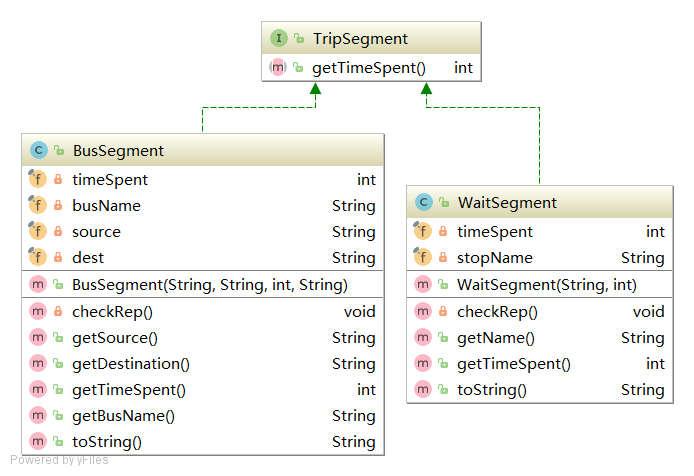 I TripSegment
m getTimeSpent() int
C BusSegment
f timeSpent int
f busName String
f source String
f dest String
m BusSegment(String, String, int, String)
m checkRep() void
m getSource() String
m getDestination() String
m getTimeSpent() int
m getBusName() String
m toString() String
C WaitSegment
f timeSpent int
f stopName String
m WaitSegment(String, int)
m checkRep() void
m getName() String
m getTimeSpent() int
m toString() String
Powered by yFiles